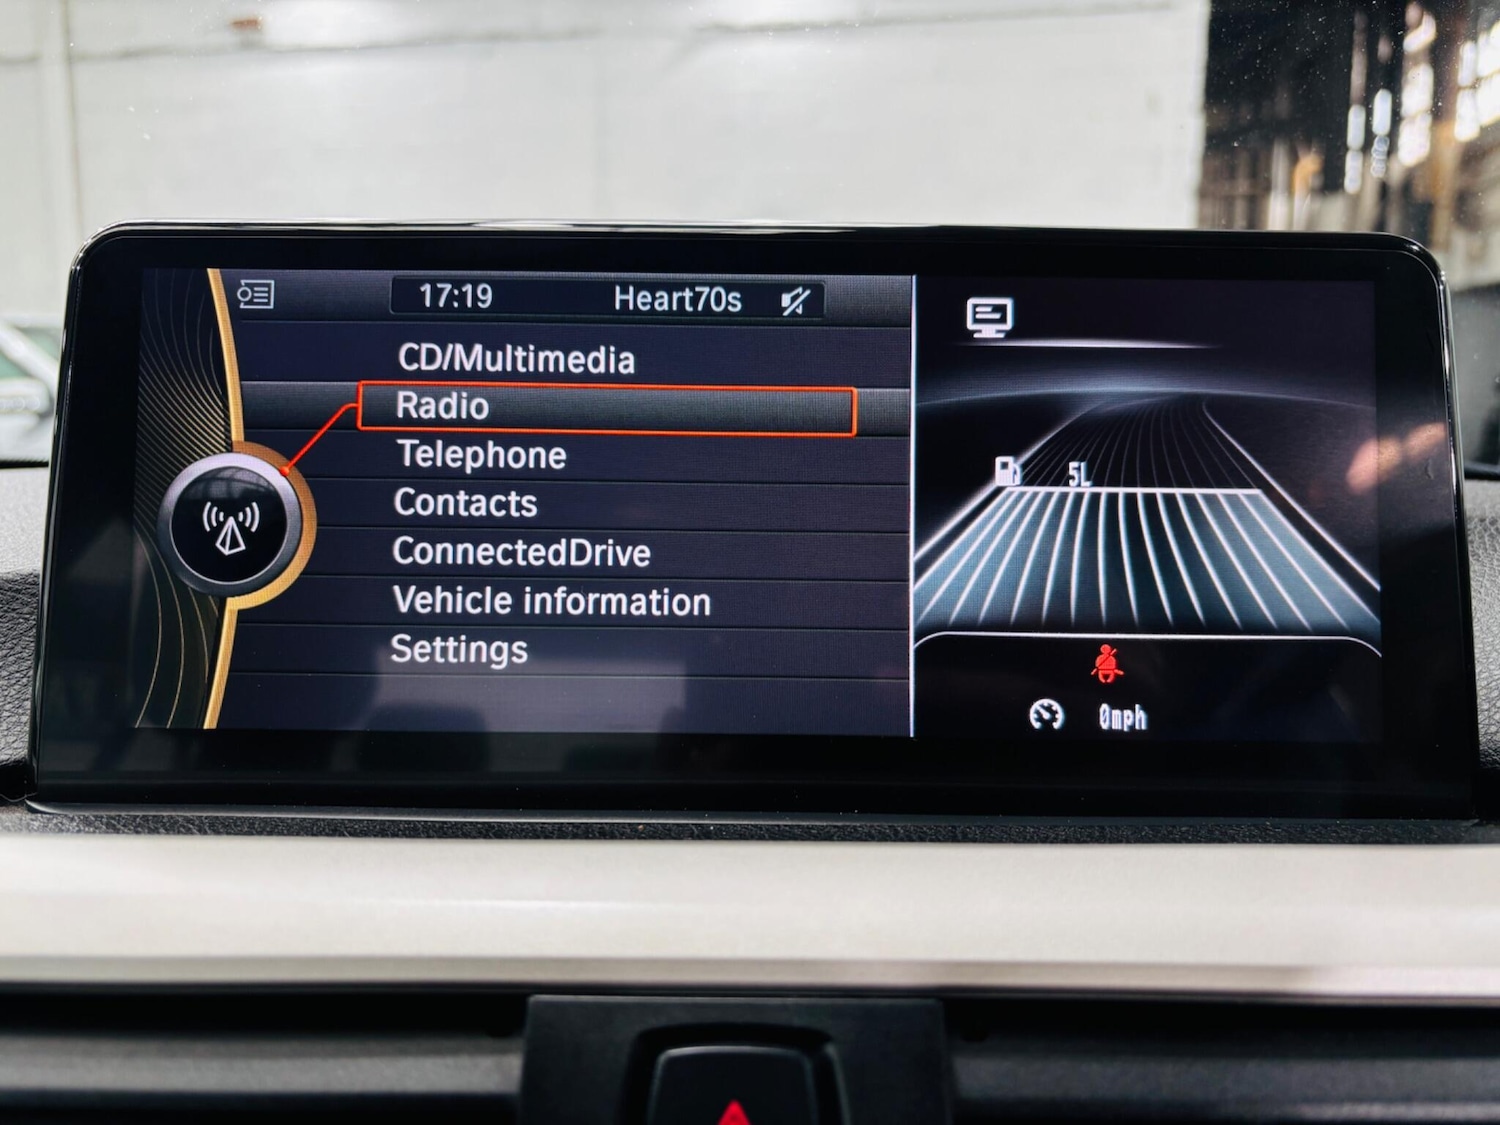 17:19 Heart70s
CD/Multimedia
Radio
Telephone
Contacts
ConnectedDrive
Vehicle information
Settings
5L
0mph